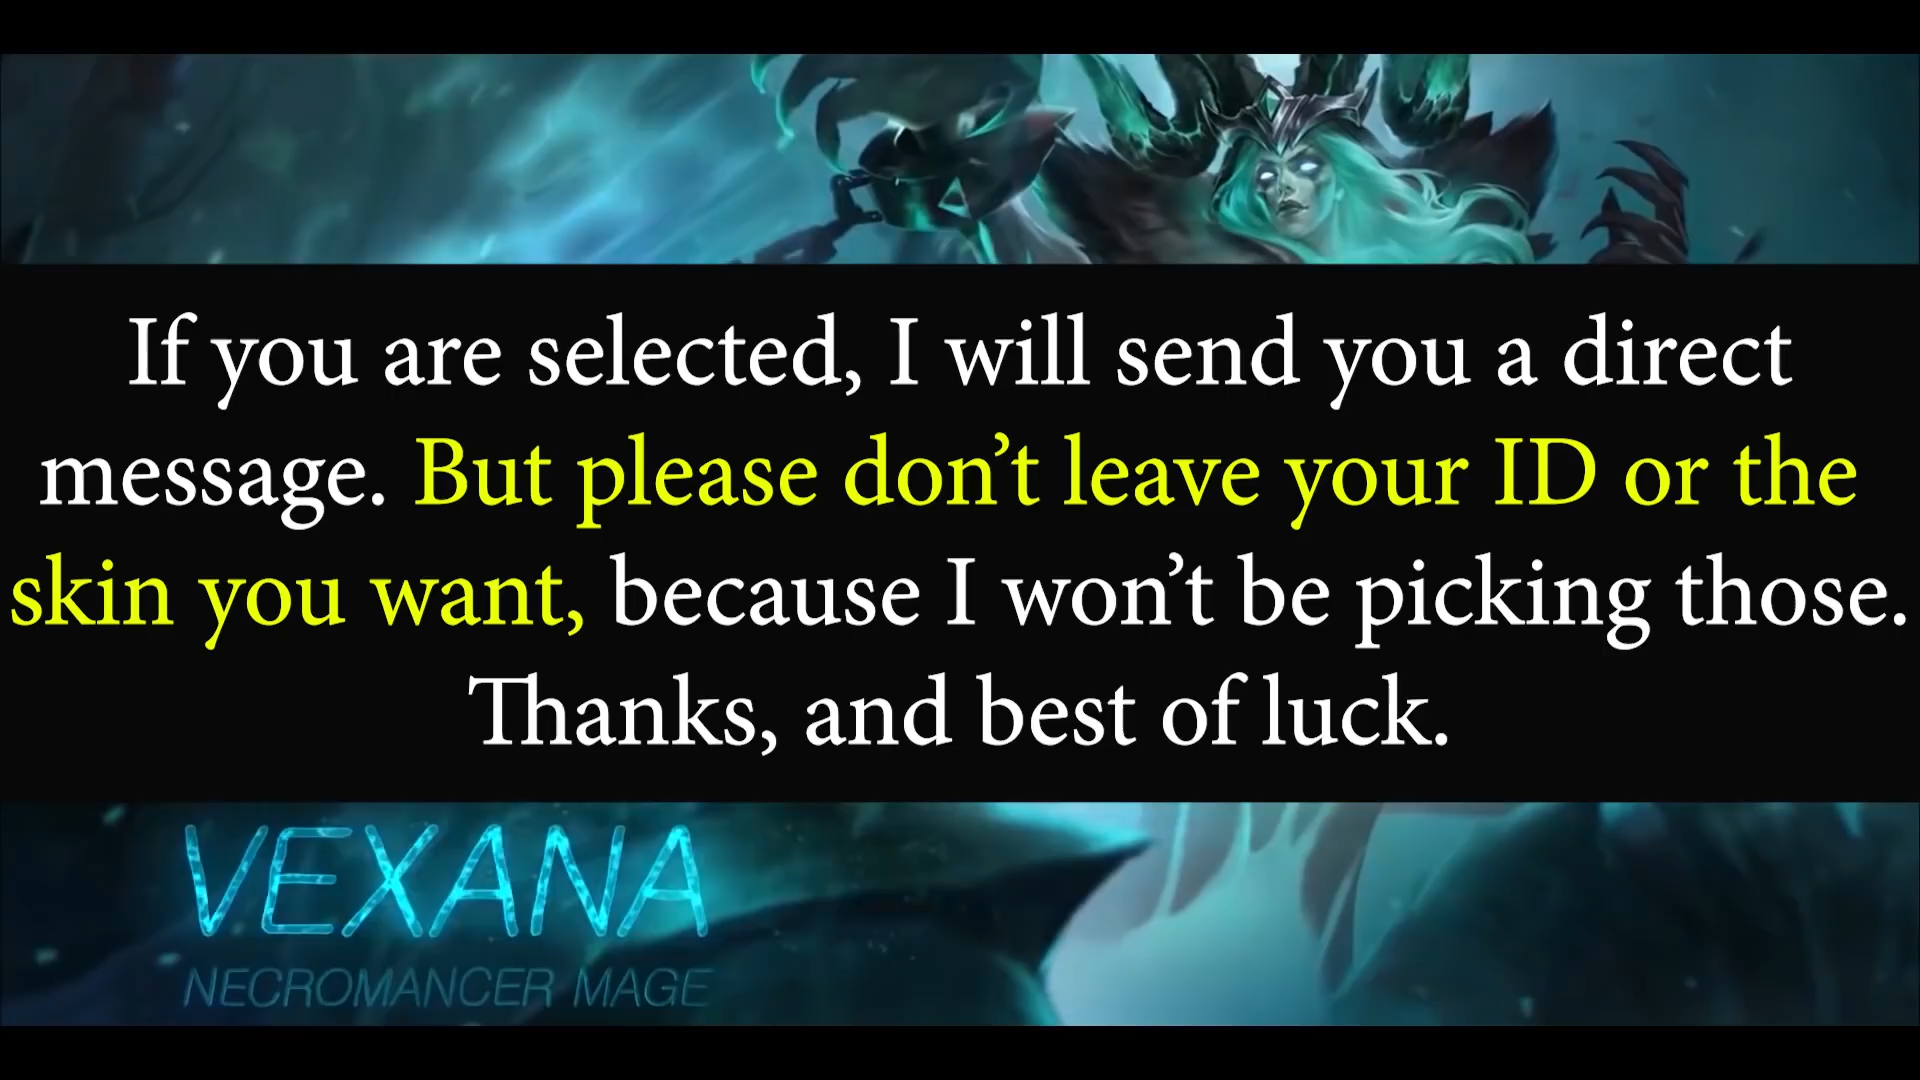 If you are selected, I will send you a direct
message. But please don’t leave your ID or the
skin you want, because I won’t be picking those.
Thanks, and best of luck.
VEXANA
NECROMANCER MAGE